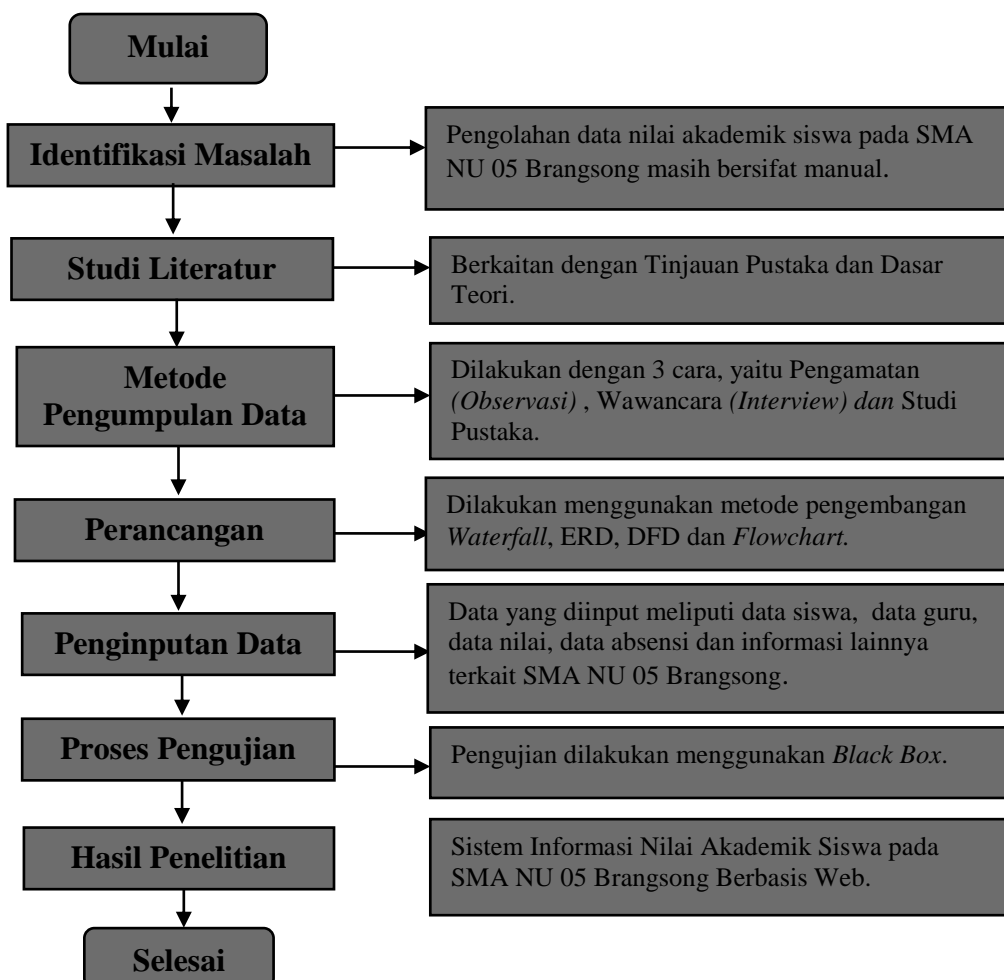 Mulai
Identifikasi Masalah
Pengolahan data nilai akademik siswa pada SMA
NU 05 Brangsong masih bersifat manual.
Studi Literatur
Berkaitan dengan Tinjauan Pustaka dan Dasar
Teori.
Metode
Pengumpulan Data
Dilakukan dengan 3 cara, yaitu Pengamatan
(Observasi) , Wawancara (Interview) dan Studi
Pustaka.
Perancangan
Dilakukan menggunakan metode pengembangan
Waterfall, ERD, DFD dan Flowchart.
Penginputan Data
Data yang diinput meliputi data siswa, data guru,
data nilai, data absensi dan informasi lainnya
terkait SMA NU 05 Brangsong.
Proses Pengujian
Pengujian dilakukan menggunakan Black Box.
Hasil Penelitian
Sistem Informasi Nilai Akademik Siswa pada
SMA NU 05 Brangsong Berbasis Web.
Selesai